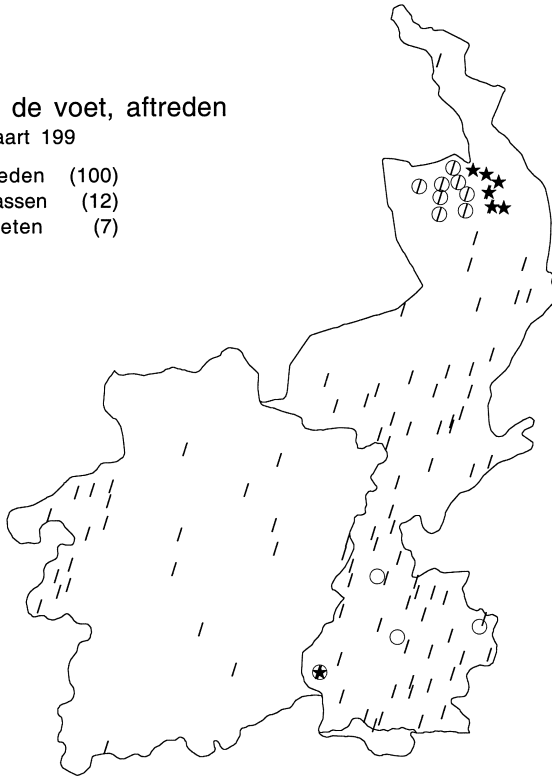 de voet, aftreden
aart 199
eden (100)
assen (12)
eten (7)